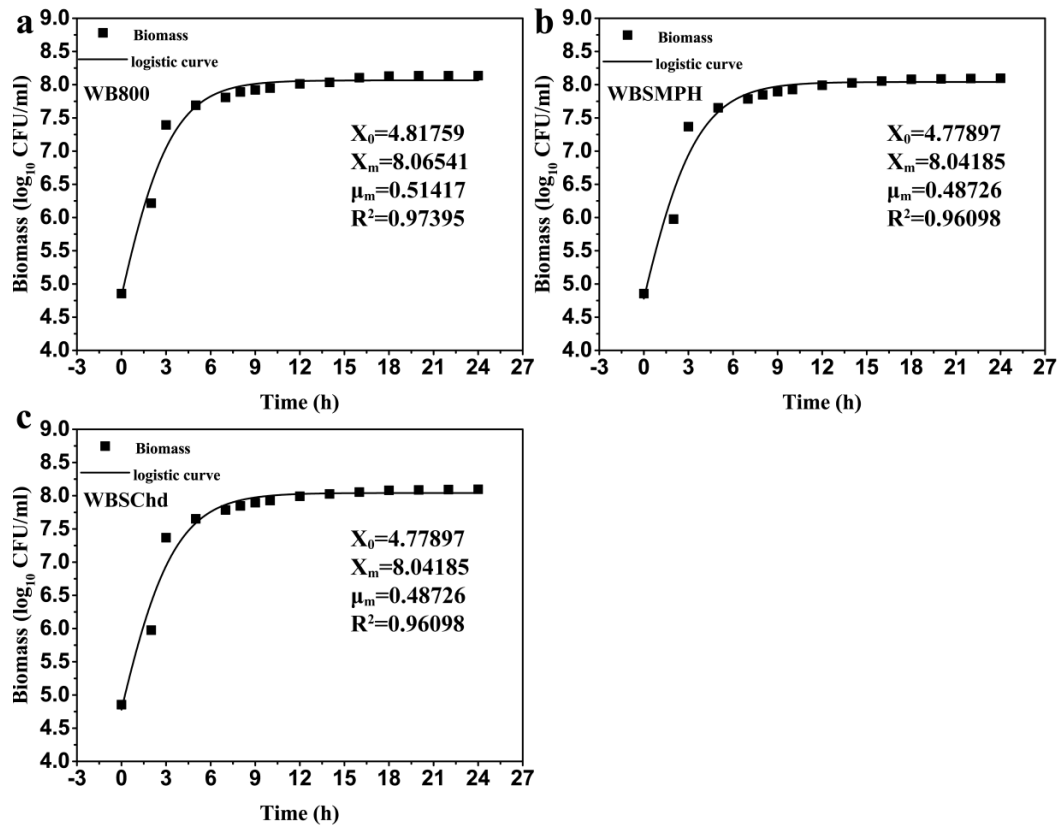 a
9.0
8.5
8.0
7.5
7.0
6.5
6.0
5.5
5.0
4.5
4.0
Biomass (log₁₀ CFU/ml)
Biomass
logistic curve
WB800
X₀=4.81759
Xₘ=8.06541
μₘ=0.51417
R²=0.97395
-3 0 3 6 9 12 15 18 21 24 27
Time (h)
b
9.0
8.5
8.0
7.5
7.0
6.5
6.0
5.5
5.0
4.5
4.0
Biomass (log₁₀ CFU/ml)
Biomass
logistic curve
WBSMPH
X₀=4.77897
Xₘ=8.04185
μₘ=0.48726
R²=0.96098
-3 0 3 6 9 12 15 18 21 24 27
Time (h)
c
9.0
8.5
8.0
7.5
7.0
6.5
6.0
5.5
5.0
4.5
4.0
Biomass (log₁₀ CFU/ml)
Biomass
logistic curve
WBSChd
X₀=4.77897
Xₘ=8.04185
μₘ=0.48726
R²=0.96098
-3 0 3 6 9 12 15 18 21 24 27
Time (h)